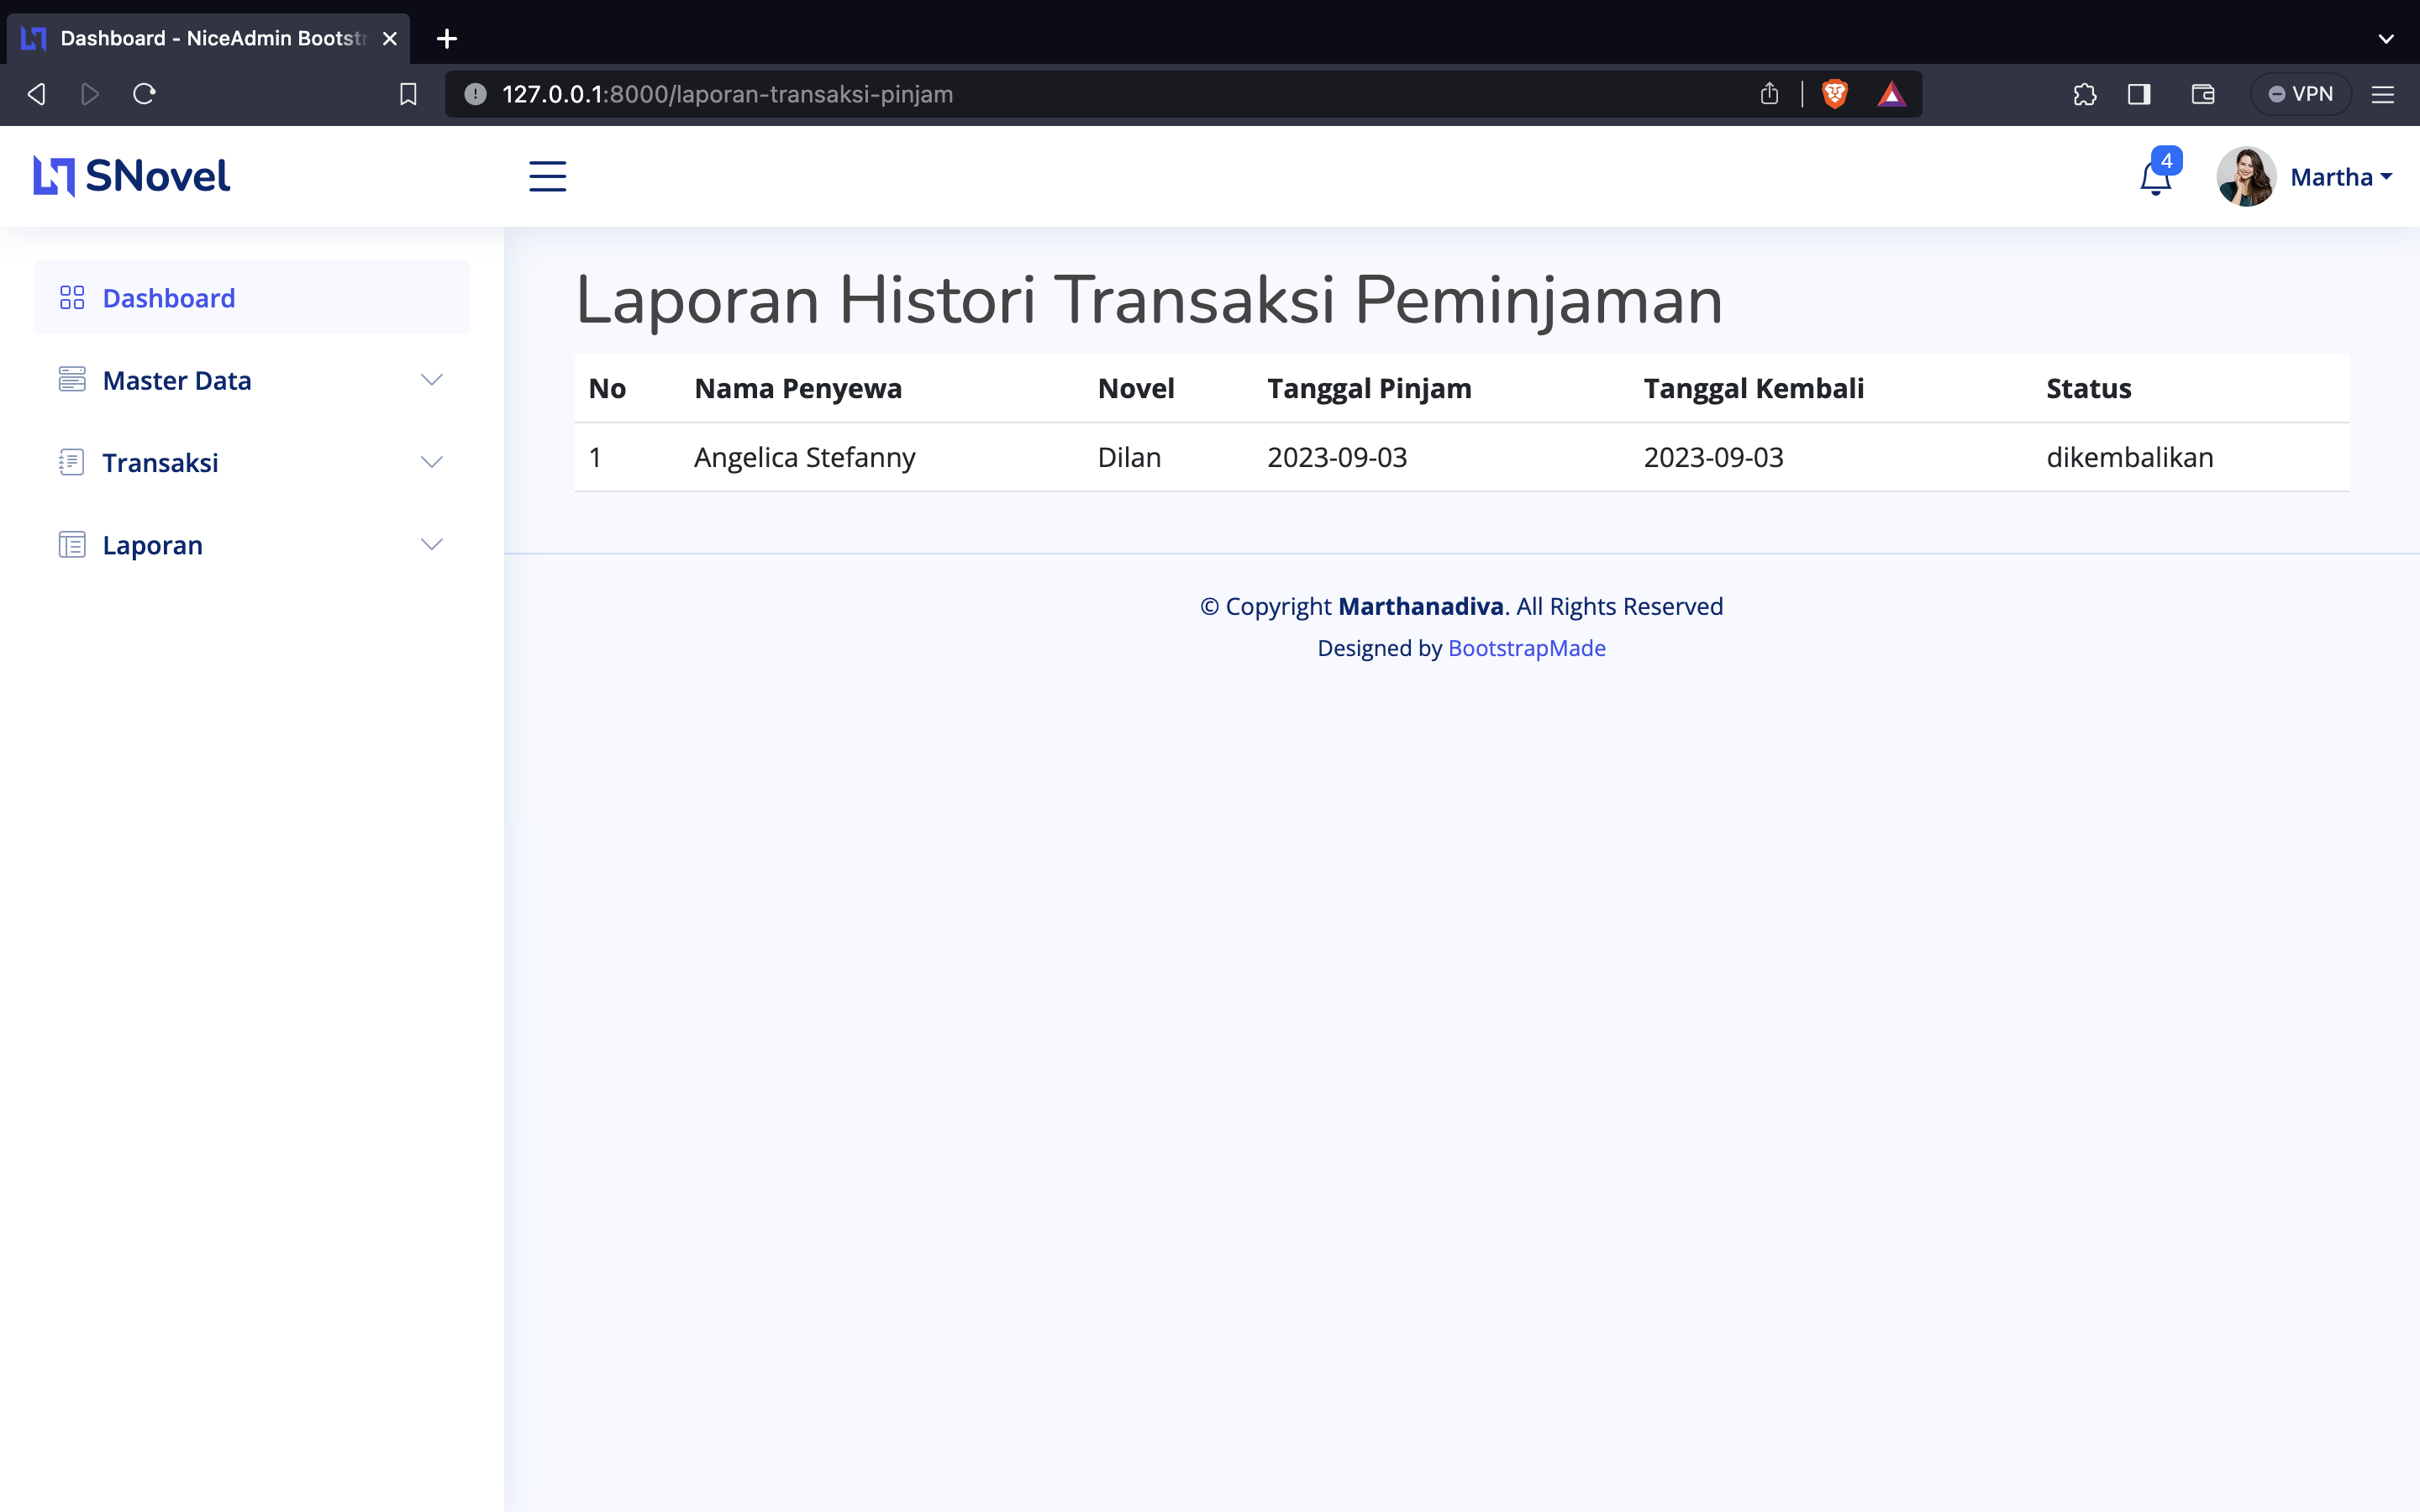 Dashboard - NiceAdmin Bootst
127.0.0.1:8000/laporan-transaksi-pinjam
VPN
SNovel
4
Martha
Dashboard
Master Data
Transaksi
Laporan
Laporan Histori Transaksi Peminjaman
No Nama Penyewa Novel Tanggal Pinjam Tanggal Kembali Status
1 Angelica Stefanny Dilan 2023-09-03 2023-09-03 dikembalikan
© Copyright Marthanadiva. All Rights Reserved
Designed by BootstrapMade